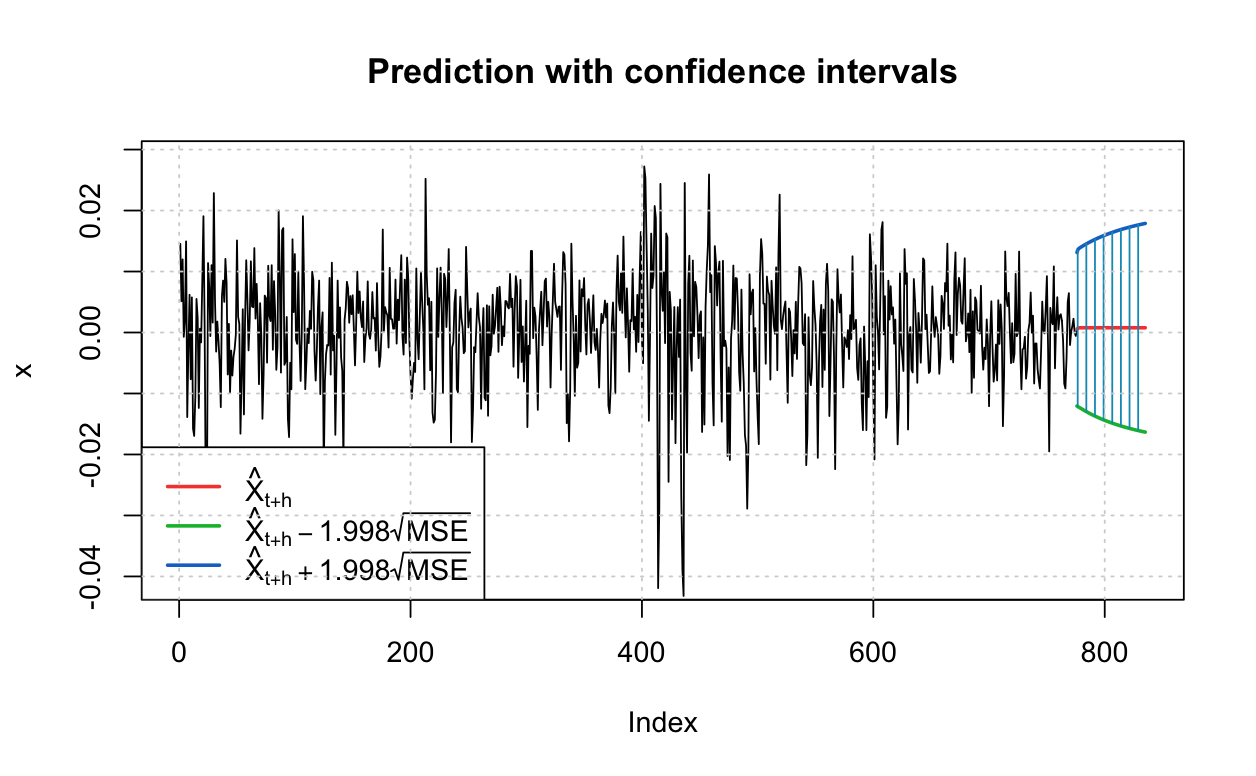 Prediction with confidence intervals
x
0.02
0.00
-0.02
-0.04
X̂t+h
X̂t+h − 1.998√MSE
X̂t+h + 1.998√MSE
0 200 400 600 800
Index